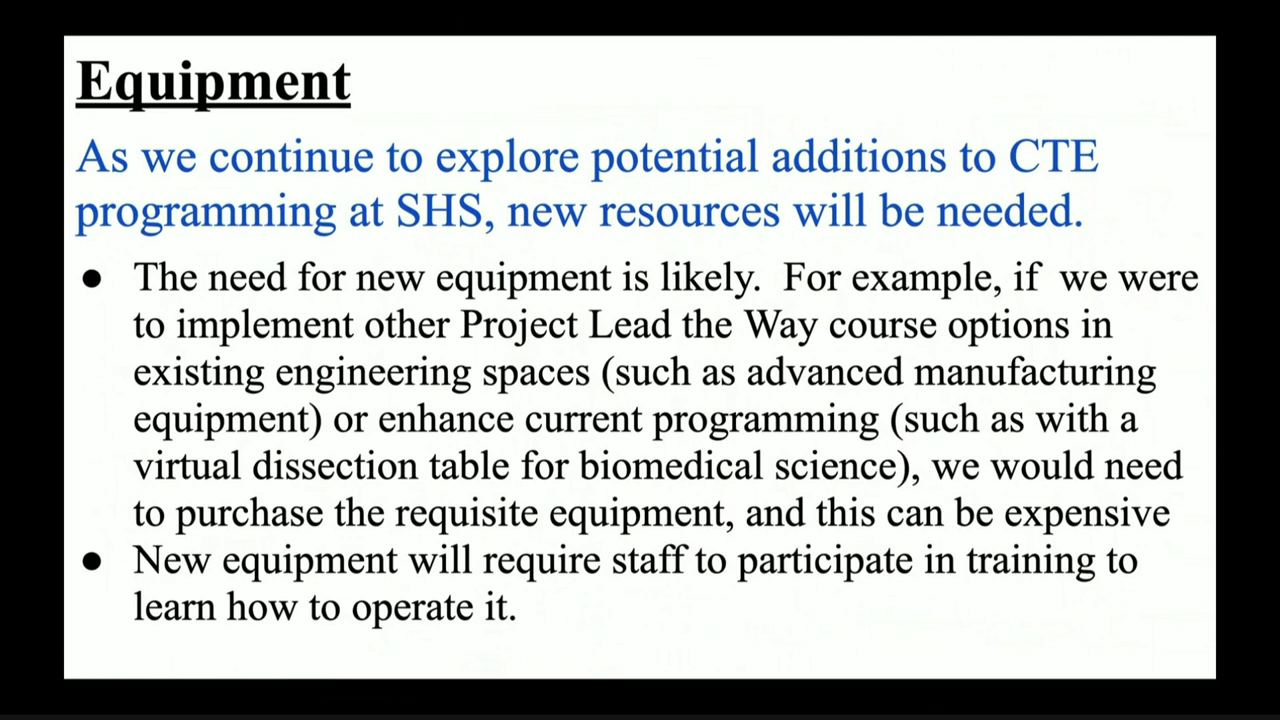 Equipment
As we continue to explore potential additions to CTE
programming at SHS, new resources will be needed.
● The need for new equipment is likely.  For example, if  we were
to implement other Project Lead the Way course options in
existing engineering spaces (such as advanced manufacturing
equipment) or enhance current programming (such as with a
virtual dissection table for biomedical science), we would need
to purchase the requisite equipment, and this can be expensive
● New equipment will require staff to participate in training to
learn how to operate it.